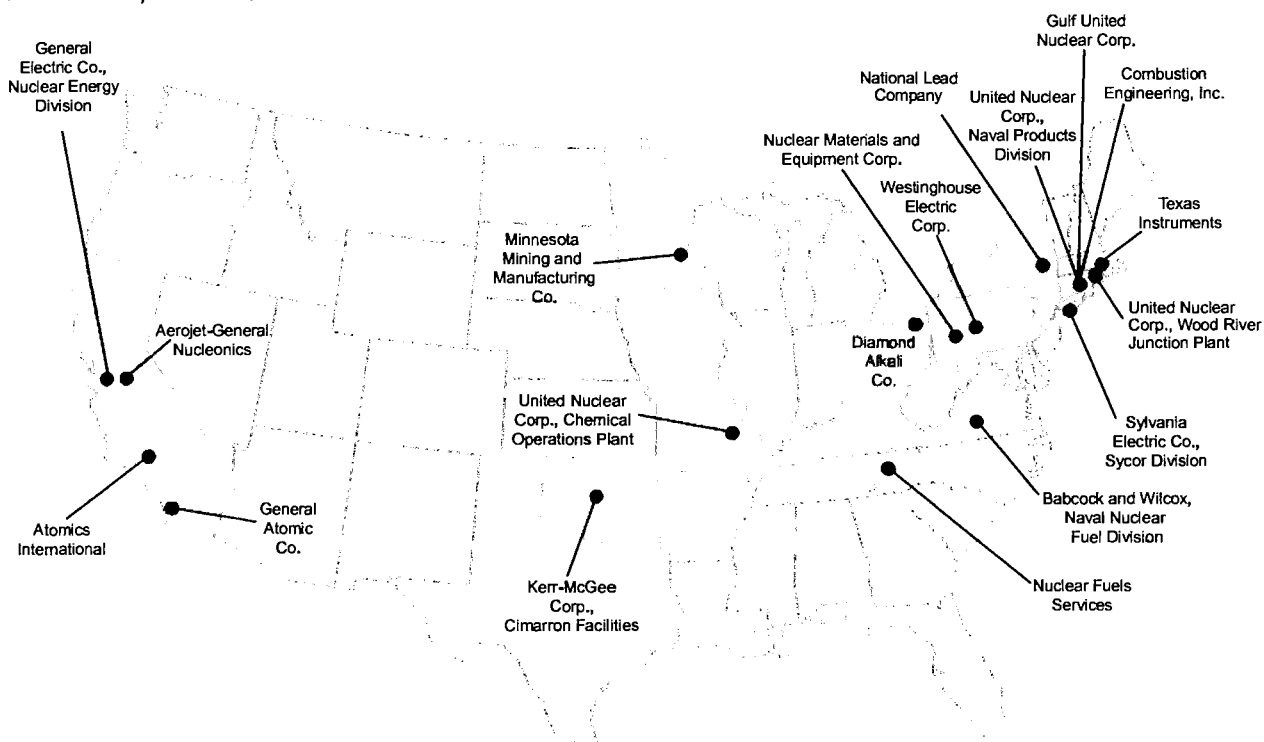 Gulf United
Nuclear Corp.
General
Electric Co.,
Nuclear Energy
Division
National Lead
Company
Combustion
Engineering, Inc.
United Nuclear
Corp.,
Naval Products
Division
Nuclear Materials and
Equipment Corp.
Westinghouse
Electric
Corp.
Texas
Instruments
Minnesota
Mining and
Manufacturing
Co.
United Nuclear
Corp., Wood River
Junction Plant
Aerojet-General
Nucleonics
Diamond
Alkali
Co.
United Nuclear
Corp., Chemical
Operations Plant
Sylvania
Electric Co.,
Sycor Division
Babcock and Wilcox,
Naval Nuclear
Fuel Division
General
Atomic
Co.
Atomics
International
Kerr-McGee
Corp.,
Cimarron Facilities
Nuclear Fuels
Services